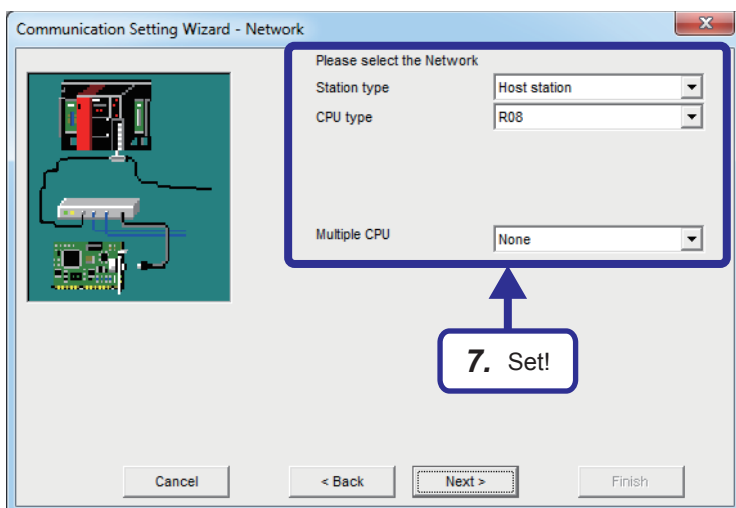 Communication Setting Wizard - Network
Please select the Network
Station type Host station
CPU type R08
Multiple CPU None
7. Set!
Cancel < Back Next > Finish